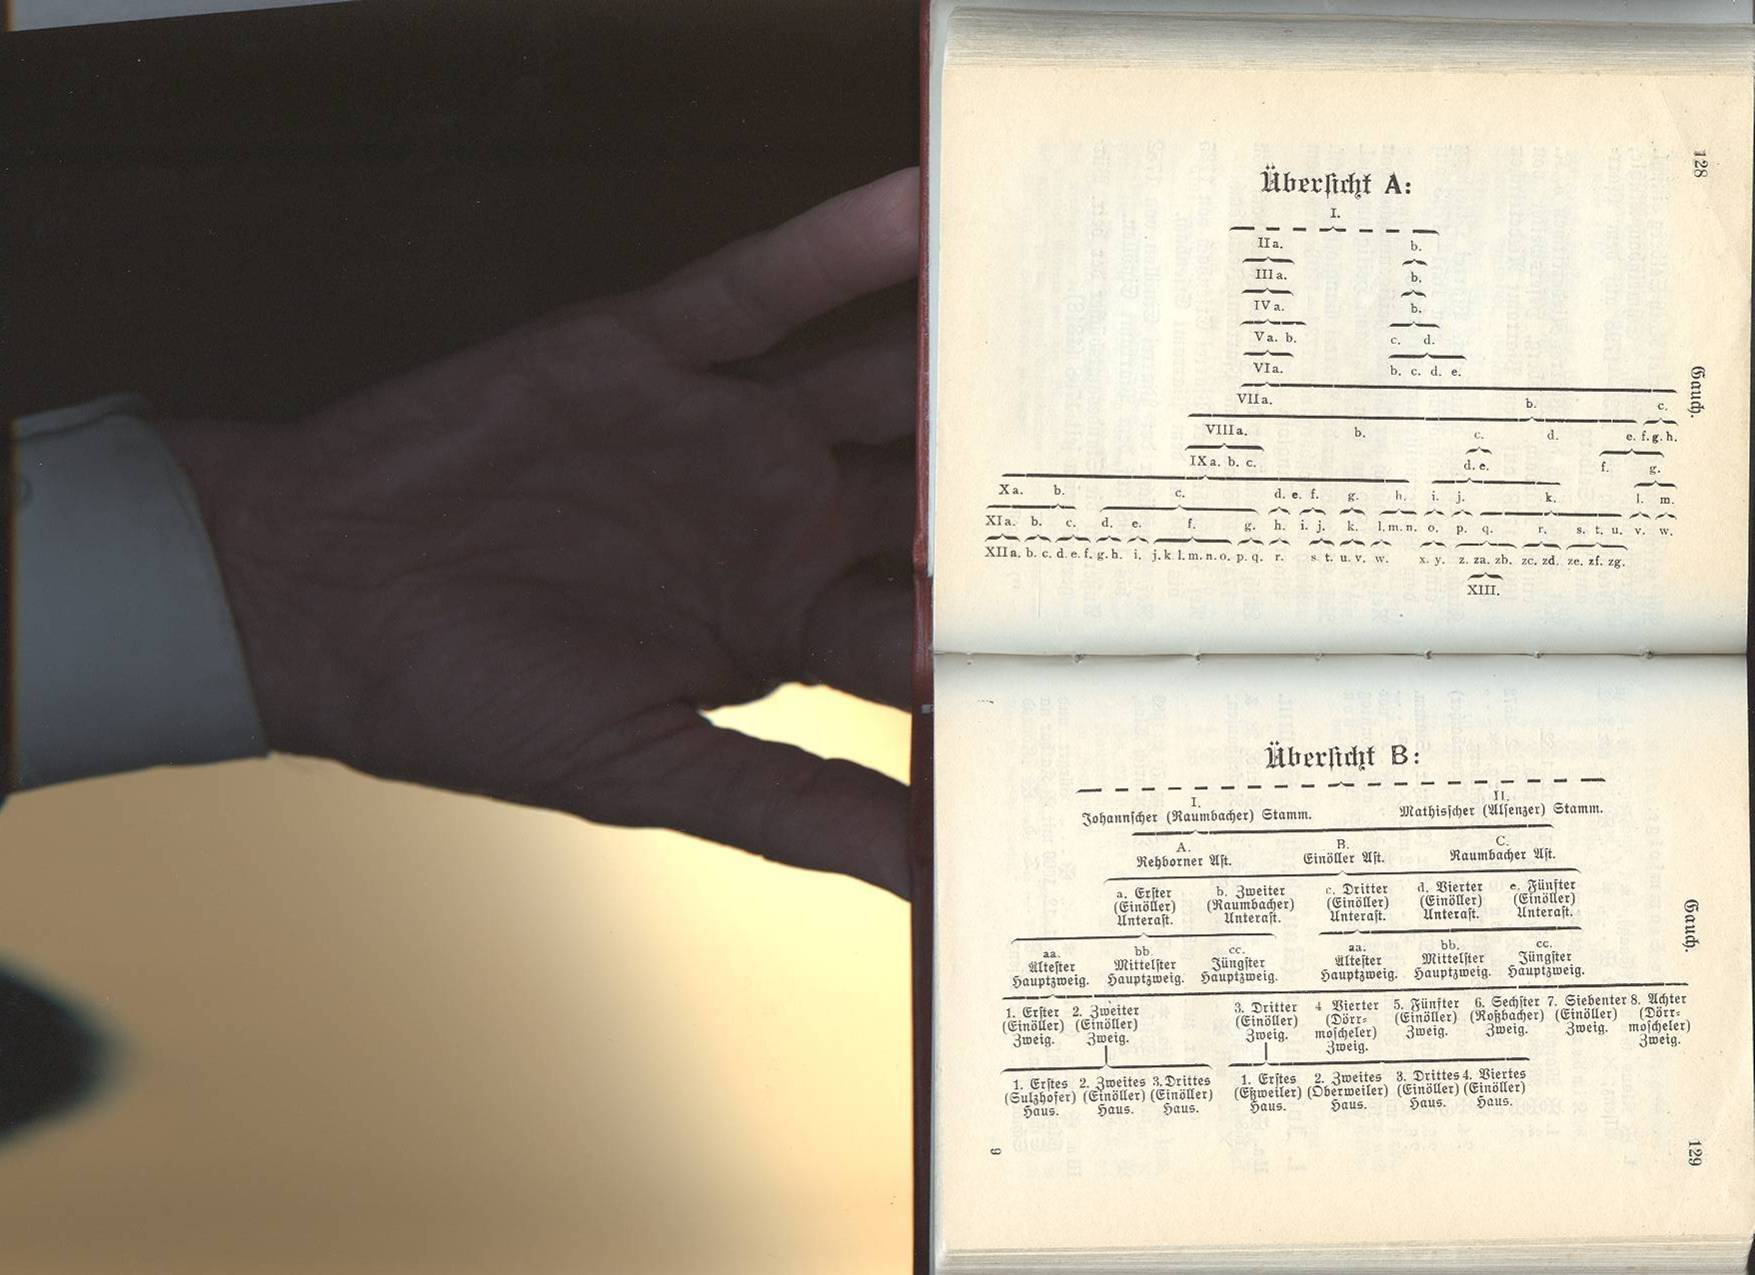 128
Gauch.
Übersicht A:
I.
IIa. b.
IIIa. b.
IVa. b.
Va. b. c. d.
VIa. b. c. d. e.
VIIa. b. c.
VIIIa. b. c. d. e. f. g. h.
IXa. b. c. d. e. f. g.
Xa. b. c. d. e. f. g. h. i. j. k. l. m.
XIa. b. c. d. e. f. g. h. i. j. k. l. m. n. o. p. q. r. s. t. u. v. w.
XIIa. b. c. d. e. f. g. h. i. j. k. l. m. n. o. p. q. r. s. t. u. v. w. x. y. z. za. zb. zc. zd. ze. zf. zg.
XIII.
Gauch.
Übersicht B:
I. II.
Johannscher (Raumbacher) Stamm. Mathisscher (Alsenzer) Stamm.
A. B. C.
Rehborner Ast. Einöller Ast. Raumbacher Ast.
a. Erster b. Zweiter c. Dritter d. Vierter e. Fünfter
(Einöller) (Raumbacher) (Einöller) (Einöller) (Einöller)
Unterast. Unterast. Unterast. Unterast. Unterast.
aa. bb. cc. aa. bb. cc.
Ältester Mittelster Jüngster Ältester Mittelster Jüngster
Hauptzweig. Hauptzweig. Hauptzweig. Hauptzweig. Hauptzweig. Hauptzweig.
1. Erster 2. Zweiter 3. Dritter 4 Vierter 5. Fünfter 6. Sechster 7. Siebenter 8. Achter
(Einöller) (Einöller) (Einöller) (Dörr- (Einöller) (Roßbacher) (Einöller) (Dörr-
Zweig. Zweig. Zweig. moscheler) Zweig. Zweig. Zweig. moscheler)
Zweig. Zweig.
1. Erstes 2. Zweites 3. Drittes 1. Erstes 2. Zweites 3. Drittes 4. Viertes
(Sulzhofer) (Einöller) (Einöller) (Eßweiler) (Oberweiler) (Einöller) (Einöller)
Haus. Haus. Haus. Haus. Haus. Haus. Haus.
9
129